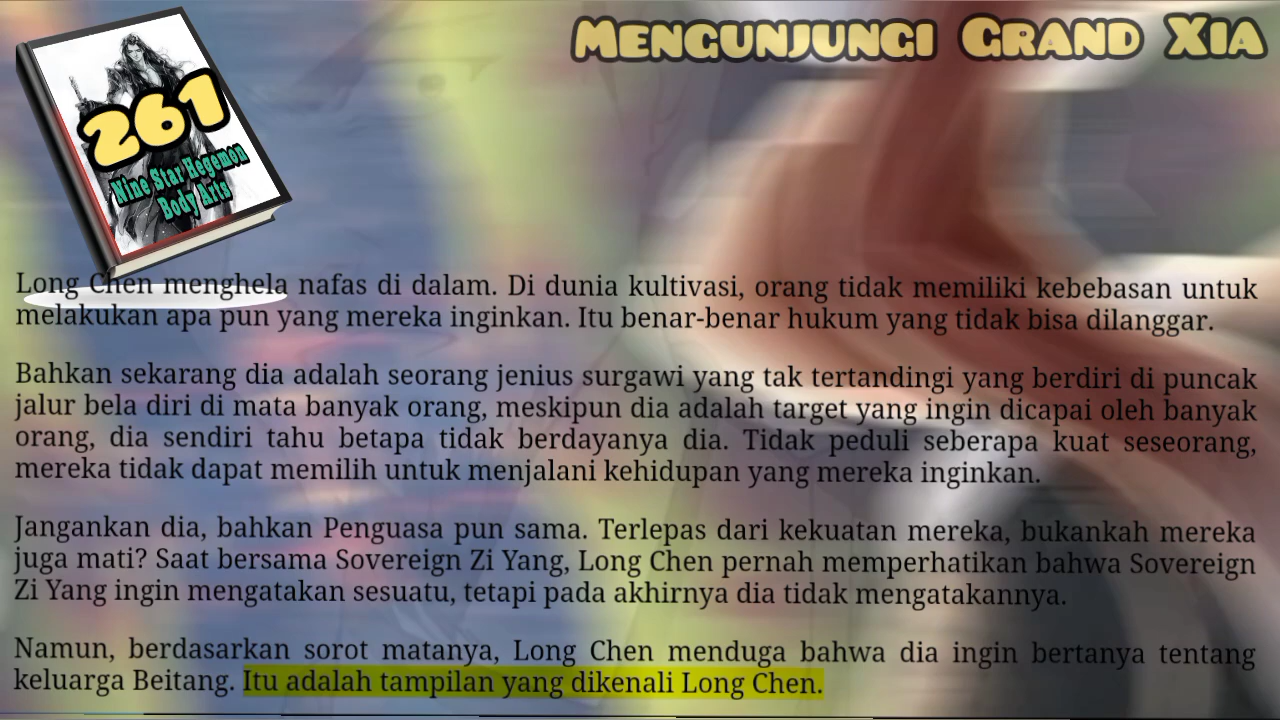 Mengunjungi Grand Xia
261
Nine Star Hegemon
Body Arts
Long Chen menghela nafas di dalam. Di dunia kultivasi, orang tidak memiliki kebebasan untuk
melakukan apa pun yang mereka inginkan. Itu benar-benar hukum yang tidak bisa dilanggar.
Bahkan sekarang dia adalah seorang jenius surgawi yang tak tertandingi yang berdiri di puncak
jalur bela diri di mata banyak orang, meskipun dia adalah target yang ingin dicapai oleh banyak
orang, dia sendiri tahu betapa tidak berdayanya dia. Tidak peduli seberapa kuat seseorang,
mereka tidak dapat memilih untuk menjalani kehidupan yang mereka inginkan.
Jangankan dia, bahkan Penguasa pun sama. Terlepas dari kekuatan mereka, bukankah mereka
juga mati? Saat bersama Sovereign Zi Yang, Long Chen pernah memperhatikan bahwa Sovereign
Zi Yang ingin mengatakan sesuatu, tetapi pada akhirnya dia tidak mengatakannya.
Namun, berdasarkan sorot matanya, Long Chen menduga bahwa dia ingin bertanya tentang
keluarga Beitang. Itu adalah tampilan yang dikenali Long Chen.